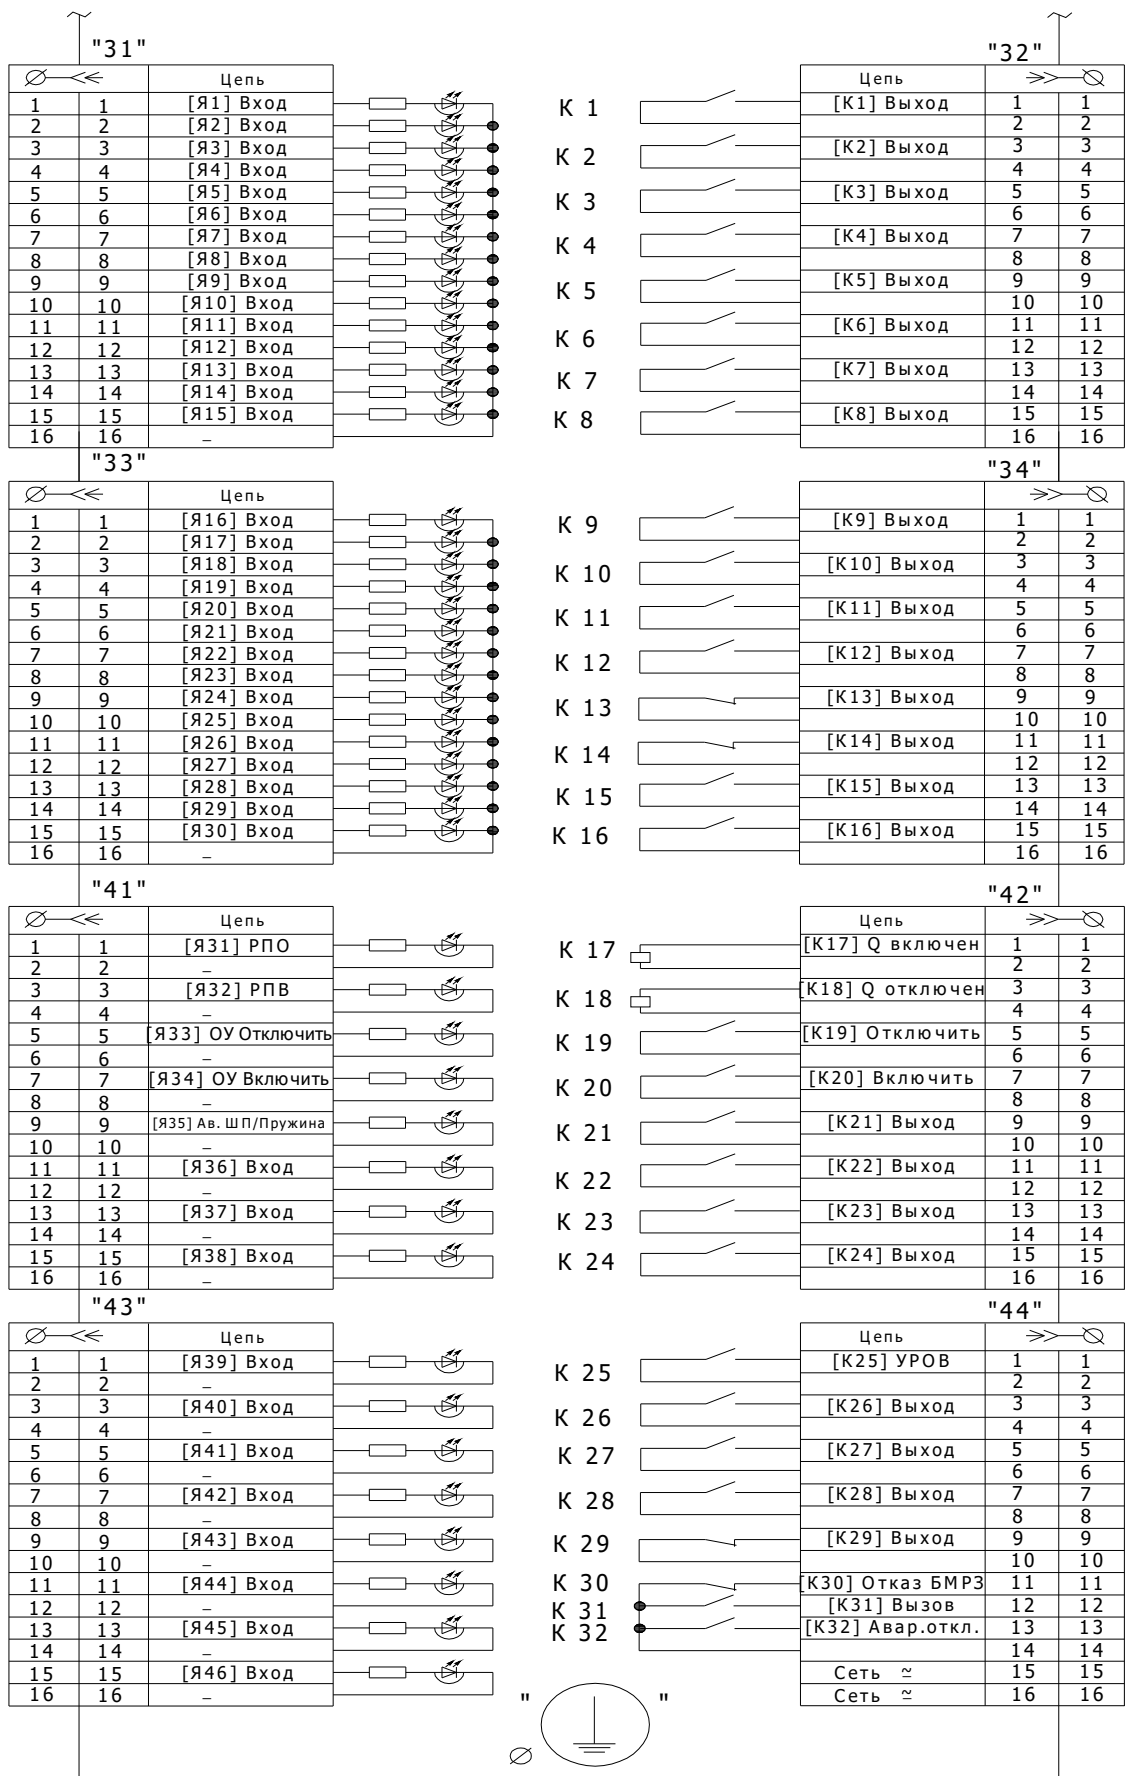 "31" "32"
Цепь Цепь
1 1 [Я1] Вход К 1 [К1] Выход 1 1
2 2 [Я2] Вход 2 2
3 3 [Я3] Вход К 2 [К2] Выход 3 3
4 4 [Я4] Вход 4 4
5 5 [Я5] Вход К 3 [К3] Выход 5 5
6 6 [Я6] Вход 6 6
7 7 [Я7] Вход К 4 [К4] Выход 7 7
8 8 [Я8] Вход 8 8
9 9 [Я9] Вход К 5 [К5] Выход 9 9
10 10 [Я10] Вход 10 10
11 11 [Я11] Вход К 6 [К6] Выход 11 11
12 12 [Я12] Вход 12 12
13 13 [Я13] Вход К 7 [К7] Выход 13 13
14 14 [Я14] Вход 14 14
15 15 [Я15] Вход К 8 [К8] Выход 15 15
16 16 – 16 16
"33" "34"
Цепь
1 1 [Я16] Вход К 9 [К9] Выход 1 1
2 2 [Я17] Вход 2 2
3 3 [Я18] Вход К 10 [К10] Выход 3 3
4 4 [Я19] Вход 4 4
5 5 [Я20] Вход К 11 [К11] Выход 5 5
6 6 [Я21] Вход 6 6
7 7 [Я22] Вход К 12 [К12] Выход 7 7
8 8 [Я23] Вход 8 8
9 9 [Я24] Вход К 13 [К13] Выход 9 9
10 10 [Я25] Вход 10 10
11 11 [Я26] Вход К 14 [К14] Выход 11 11
12 12 [Я27] Вход 12 12
13 13 [Я28] Вход К 15 [К15] Выход 13 13
14 14 [Я29] Вход 14 14
15 15 [Я30] Вход К 16 [К16] Выход 15 15
16 16 – 16 16
"41" "42"
Цепь Цепь
1 1 [Я31] РПО К 17 [К17] Q включен 1 1
2 2 – 2 2
3 3 [Я32] РПВ К 18 [К18] Q отключен 3 3
4 4 – 4 4
5 5 [Я33] ОУ Отключить К 19 [К19] Отключить 5 5
6 6 – 6 6
7 7 [Я34] ОУ Включить К 20 [К20] Включить 7 7
8 8 – 8 8
9 9 [Я35] Ав. ШП/Пружина К 21 [К21] Выход 9 9
10 10 – 10 10
11 11 [Я36] Вход К 22 [К22] Выход 11 11
12 12 – 12 12
13 13 [Я37] Вход К 23 [К23] Выход 13 13
14 14 – 14 14
15 15 [Я38] Вход К 24 [К24] Выход 15 15
16 16 – 16 16
"43" "44"
Цепь Цепь
1 1 [Я39] Вход К 25 [К25] УРОВ 1 1
2 2 – 2 2
3 3 [Я40] Вход К 26 [К26] Выход 3 3
4 4 – 4 4
5 5 [Я41] Вход К 27 [К27] Выход 5 5
6 6 – 6 6
7 7 [Я42] Вход К 28 [К28] Выход 7 7
8 8 – 8 8
9 9 [Я43] Вход К 29 [К29] Выход 9 9
10 10 – 10 10
11 11 [Я44] Вход К 30 [К30] Отказ БМРЗ 11 11
12 12 – К 31 [К31] Вызов 12 12
13 13 [Я45] Вход К 32 [К32] Авар.откл. 13 13
14 14 – 14 14
15 15 [Я46] Вход Сеть ≃ 15 15
16 16 – Сеть ≃ 16 16
" "